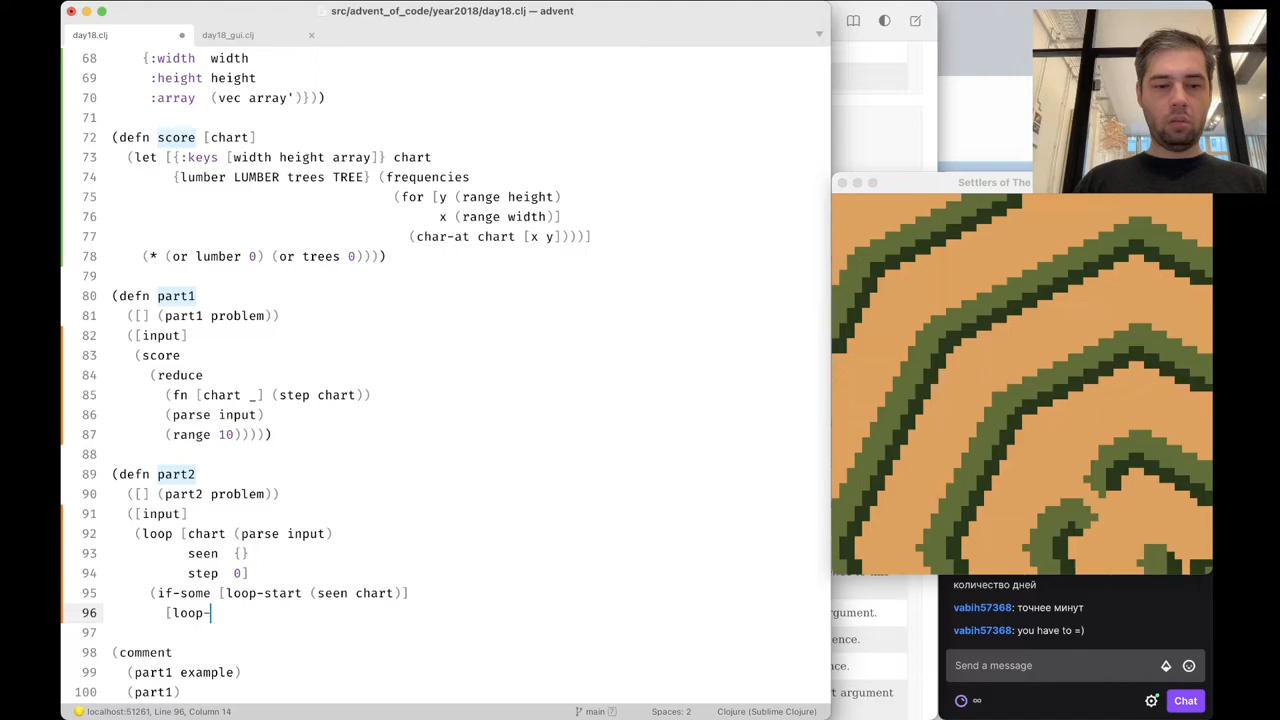 src/advent_of_code/year2018/day18.clj — advent
day18.clj
day18_gui.clj
68 {:width width
69 :height height
70 :array (vec array')}))
71
72 (defn score [chart]
73 (let [{:keys [width height array]} chart
74 {lumber LUMBER trees TREE} (frequencies
75 (for [y (range height)
76 x (range width)]
77 (char-at chart [x y])))]
78 (* (or lumber 0) (or trees 0))))
79
80 (defn part1
81 ([] (part1 problem))
82 ([input]
83 (score
84 (reduce
85 (fn [chart _] (step chart))
86 (parse input)
87 (range 10)))))
88
89 (defn part2
90 ([] (part2 problem))
91 ([input]
92 (loop [chart (parse input)
93 seen {}
94 step 0]
95 (if-some [loop-start (seen chart)]
96 [loop-
97
98 (comment
99 (part1 example)
100 (part1)
localhost:51261, Line 96, Column 14
main 7
Spaces: 2
Clojure (Sublime Clojure)
Settlers of The
argument.
ence.
ce.
t argument
количество дней
vabih57368: точнее минут
vabih57368: you have to =)
Send a message
∞
Chat